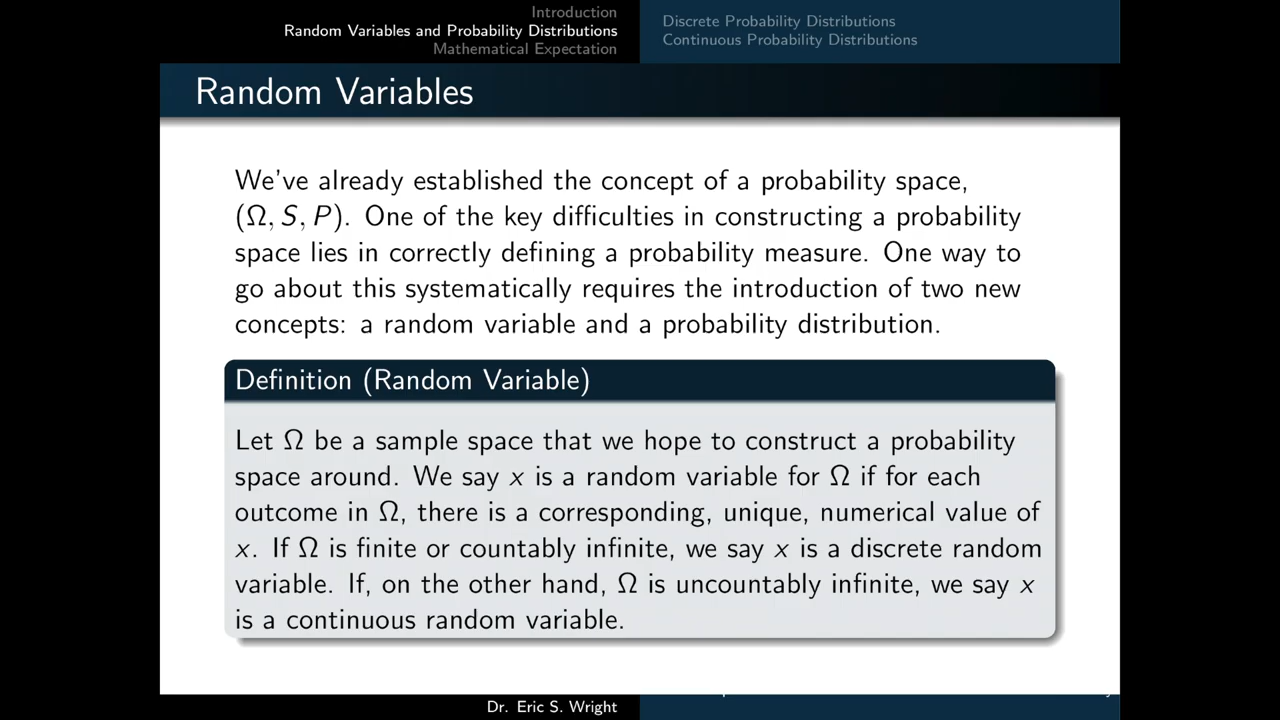 Introduction
Random Variables and Probability Distributions
Mathematical Expectation
Discrete Probability Distributions
Continuous Probability Distributions
Random Variables
We've already established the concept of a probability space,
(Ω, S, P). One of the key difficulties in constructing a probability
space lies in correctly defining a probability measure. One way to
go about this systematically requires the introduction of two new
concepts: a random variable and a probability distribution.
Definition (Random Variable)
Let Ω be a sample space that we hope to construct a probability
space around. We say x is a random variable for Ω if for each
outcome in Ω, there is a corresponding, unique, numerical value of
x. If Ω is finite or countably infinite, we say x is a discrete random
variable. If, on the other hand, Ω is uncountably infinite, we say x
is a continuous random variable.
Dr. Eric S. Wright